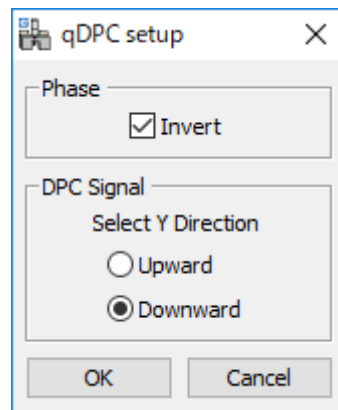 qDPC setup
Phase
Invert
DPC Signal
Select Y Direction
Upward
Downward
OK
Cancel